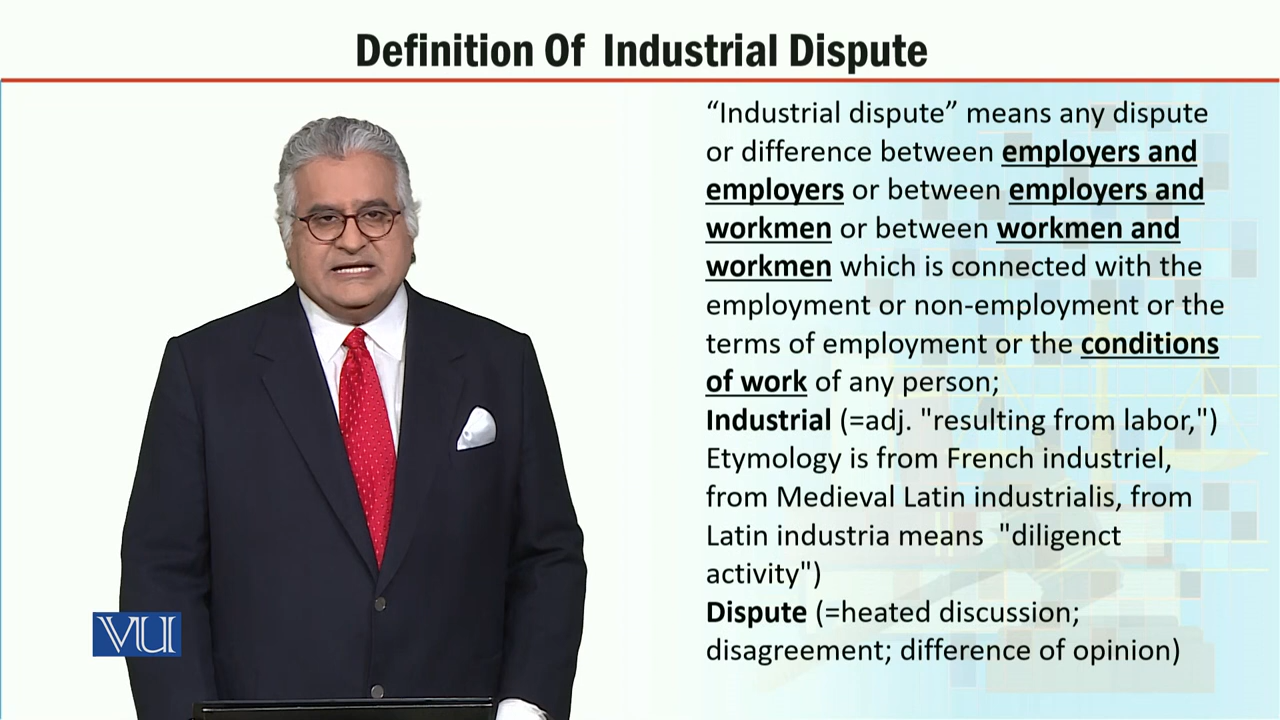 Definition Of Industrial Dispute
“Industrial dispute” means any dispute
or difference between employers and
employers or between employers and
workmen or between workmen and
workmen which is connected with the
employment or non-employment or the
terms of employment or the conditions
of work of any person;
Industrial (=adj. "resulting from labor,")
Etymology is from French industriel,
from Medieval Latin industrialis, from
Latin industria means "diligenct
activity")
Dispute (=heated discussion;
disagreement; difference of opinion)
VU